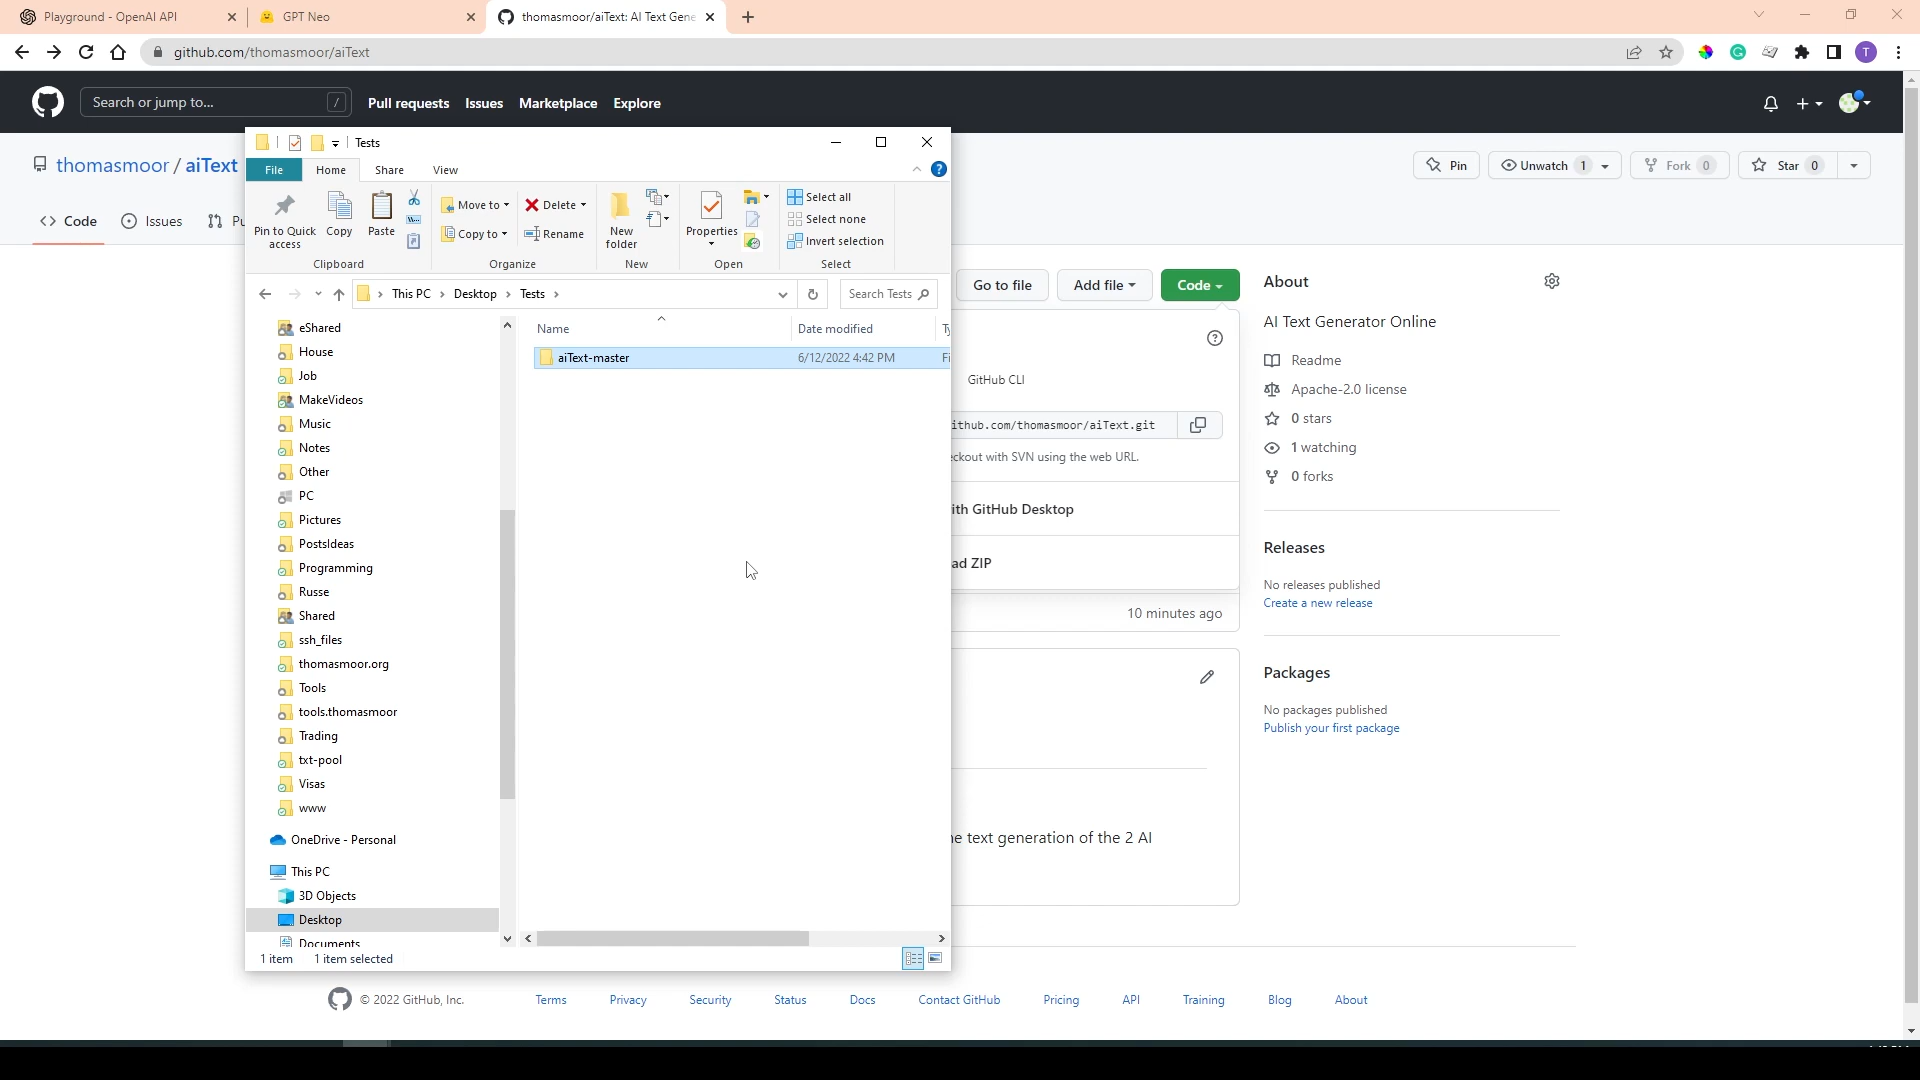 Playground - OpenAI API
GPT Neo
thomasmoor/aiText: AI Text Gene
github.com/thomasmoor/aiText
T
Search or jump to...
/
Pull requests
Issues
Marketplace
Explore
thomasmoor / aiText
Pin
Unwatch 1
Fork 0
Star 0
Code
Issues
Pu
Tests
File
Home
Share
View
Pin to Quick access
Copy
Paste
Clipboard
Move to
Copy to
Delete
Rename
Organize
New folder
New
Properties
Open
Select all
Select none
Invert selection
Select
This PC
Desktop
Tests
Search Tests
Name
Date modified
Ty
aiText-master
6/12/2022 4:42 PM
Fi
eShared
House
Job
MakeVideos
Music
Notes
Other
PC
Pictures
PostsIdeas
Programming
Russe
Shared
ssh_files
thomasmoor.org
Tools
tools.thomasmoor
Trading
txt-pool
Visas
www
OneDrive - Personal
This PC
3D Objects
Desktop
Documents
1 item
1 item selected
Go to file
Add file
Code
GitHub CLI
ithub.com/thomasmoor/aiText.git
eckout with SVN using the web URL.
ith GitHub Desktop
ad ZIP
10 minutes ago
e text generation of the 2 AI
About
AI Text Generator Online
Readme
Apache-2.0 license
0 stars
1 watching
0 forks
Releases
No releases published
Create a new release
Packages
No packages published
Publish your first package
© 2022 GitHub, Inc.
Terms
Privacy
Security
Status
Docs
Contact GitHub
Pricing
API
Training
Blog
About